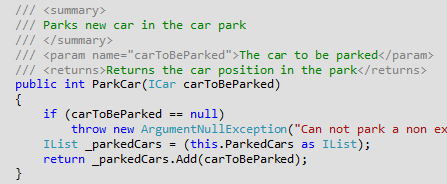 /// <summary>
/// Parks new car in the car park
/// </summary>
/// <param name="carToBeParked">The car to be parked</param>
/// <returns>Returns the car position in the park</returns>
public int ParkCar(ICar carToBeParked)
{
    if (carToBeParked == null)
        throw new ArgumentNullException("Can not park a non ex
    IList _parkedCars = (this.ParkedCars as IList);
    return _parkedCars.Add(carToBeParked);
}